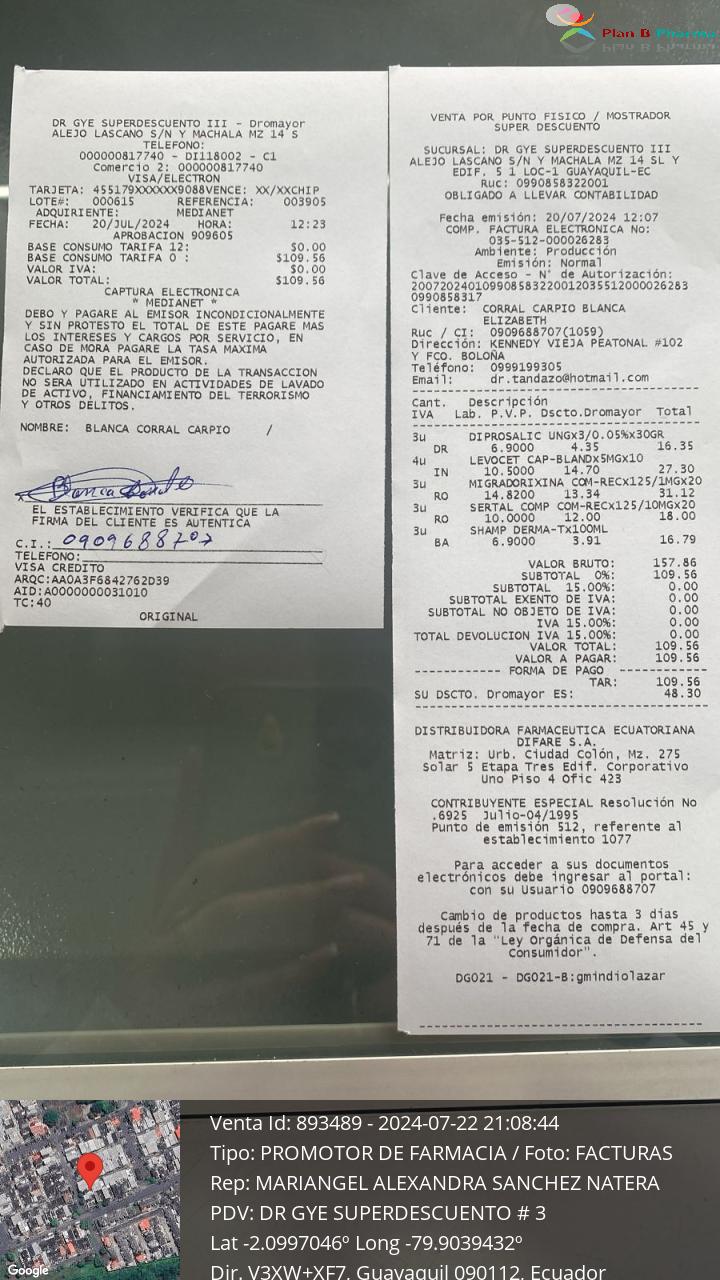 Plan B Pharma
DR GYE SUPERDESCUENTO III - Dromayor
ALEJO LASCANO S/N Y MACHALA MZ 14 S
TELEFONO:
000000817740 - DI118002 - C1
Comercio 2: 000000817740
VISA/ELECTRON
TARJETA: 455179XXXXXX9088VENCE: XX/XXCHIP
LOTE#: 000615 REFERENCIA: 003905
ADQUIRIENTE: MEDIANET
FECHA: 20/JUL/2024 HORA: 12:23
APROBACION 909605
BASE CONSUMO TARIFA 12: $0.00
BASE CONSUMO TARIFA 0 : $109.56
VALOR IVA: $0.00
VALOR TOTAL: $109.56
CAPTURA ELECTRONICA
* MEDIANET *
DEBO Y PAGARE AL EMISOR INCONDICIONALMENTE
Y SIN PROTESTO EL TOTAL DE ESTE PAGARE MAS
LOS INTERESES Y CARGOS POR SERVICIO, EN
CASO DE MORA PAGARE LA TASA MAXIMA
AUTORIZADA PARA EL EMISOR.
DECLARO QUE EL PRODUCTO DE LA TRANSACCION
NO SERA UTILIZADO EN ACTIVIDADES DE LAVADO
DE ACTIVO, FINANCIAMIENTO DEL TERRORISMO
Y OTROS DELITOS.
NOMBRE: BLANCA CORRAL CARPIO /
EL ESTABLECIMIENTO VERIFICA QUE LA
FIRMA DEL CLIENTE ES AUTENTICA
C.I.: 0909688707
TELEFONO:
VISA CREDITO
ARQC:AA0A3F6842762D39
AID:A0000000031010
TC:40
ORIGINAL
VENTA POR PUNTO FISICO / MOSTRADOR
SUPER DESCUENTO
SUCURSAL: DR GYE SUPERDESCUENTO III
ALEJO LASCANO S/N Y MACHALA MZ 14 SL Y
EDIF. 5 1 LOC-1 GUAYAQUIL-EC
Ruc: 0990858322001
OBLIGADO A LLEVAR CONTABILIDAD
Fecha emisión: 20/07/2024 12:07
COMP. FACTURA ELECTRONICA No:
035-512-000026283
Ambiente: Producción
Emisión: Normal
Clave de Acceso - N° de Autorización:
200720240109908583220012035512000026283
0990858317
Cliente: CORRAL CARPIO BLANCA
ELIZABETH
Ruc / CI: 0909688707(1059)
Dirección: KENNEDY VIEJA PEATONAL #102
Y FCO. BOLOÑA
Teléfono: 0999199305
Email: dr.tandazo@hotmail.com
Cant. Descripción
IVA Lab. P.V.P. Dscto.Dromayor Total
3u DIPROSALIC UNGx3/0.05%x30GR
DR 6.9000 4.35 16.35
4u LEVOCET CAP-BLANDx5MGx10
IN 10.5000 14.70 27.30
3u MIGRADORIXINA COM-RECx125/1MGx20
RO 14.8200 13.34 31.12
3u SERTAL COMP COM-RECx125/10MGx20
RO 10.0000 12.00 18.00
3u SHAMP DERMA-Tx100ML
BA 6.9000 3.91 16.79
VALOR BRUTO: 157.86
SUBTOTAL 0%: 109.56
SUBTOTAL 15.00%: 0.00
SUBTOTAL EXENTO DE IVA: 0.00
SUBTOTAL NO OBJETO DE IVA: 0.00
IVA 15.00%: 0.00
TOTAL DEVOLUCION IVA 15.00%: 0.00
VALOR TOTAL: 109.56
VALOR A PAGAR: 109.56
------------ FORMA DE PAGO ------------
TAR: 109.56
SU DSCTO. Dromayor ES: 48.30
DISTRIBUIDORA FARMACEUTICA ECUATORIANA
DIFARE S.A.
Matriz: Urb. Ciudad Colón, Mz. 275
Solar 5 Etapa Tres Edif. Corporativo
Uno Piso 4 Ofic 423
CONTRIBUYENTE ESPECIAL Resolución No
.6925 Julio-04/1995
Punto de emisión 512, referente al
establecimiento 1077
Para acceder a sus documentos
electrónicos debe ingresar al portal:
con su Usuario 0909688707
Cambio de productos hasta 3 dias
después de la fecha de compra. Art 45 y
71 de la "Ley Orgánica de Defensa del
Consumidor".
DG021 - DG021-B:gmindiolazar
Venta Id: 893489 - 2024-07-22 21:08:44
Tipo: PROMOTOR DE FARMACIA / Foto: FACTURAS
Rep: MARIANGEL ALEXANDRA SANCHEZ NATERA
PDV: DR GYE SUPERDESCUENTO # 3
Lat -2.0997046º Long -79.9039432º
Dir. V3XW+XF7, Guayaquil 090112, Ecuador
Google